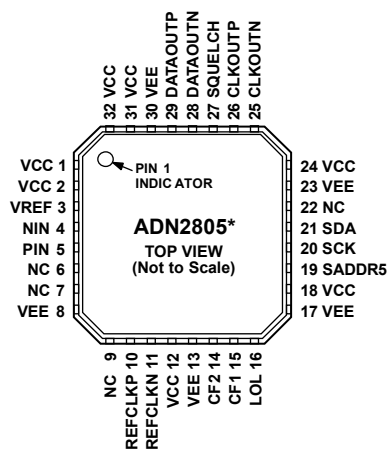 32 VCC
31 VCC
30 VEE
29 DATAOUTP
28 DATAOUTN
27 SQUELCH
26 CLKOUTP
25 CLKOUTN
VCC 1
VCC 2
VREF 3
NIN 4
PIN 5
NC 6
NC 7
VEE 8
PIN 1
INDIC ATOR
ADN2805*
TOP VIEW
(Not to Scale)
24 VCC
23 VEE
22 NC
21 SDA
20 SCK
19 SADDR5
18 VCC
17 VEE
NC 9
REFCLKP 10
REFCLKN 11
VCC 12
VEE 13
CF2 14
CF1 15
LOL 16